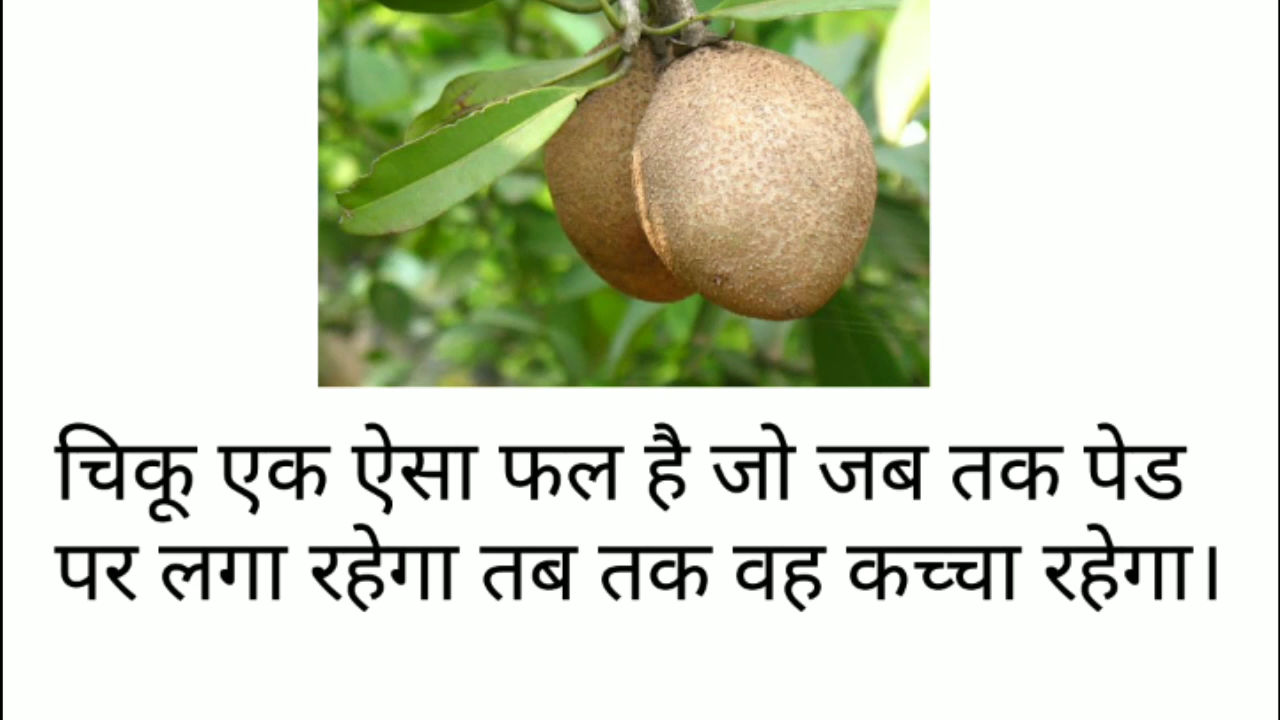 चिकू एक ऐसा फल है जो जब तक पेड
पर लगा रहेगा तब तक वह कच्चा रहेगा।